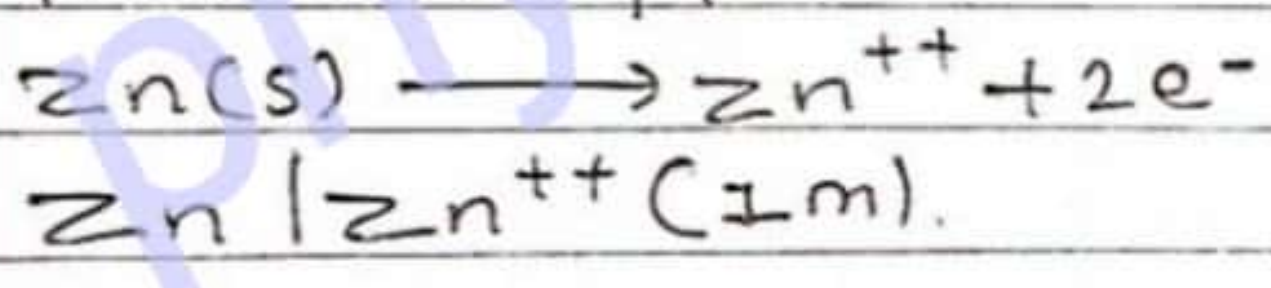 Zn(s) ⟶ Zn⁺⁺ + 2e⁻
Zn | Zn⁺⁺ (1m).